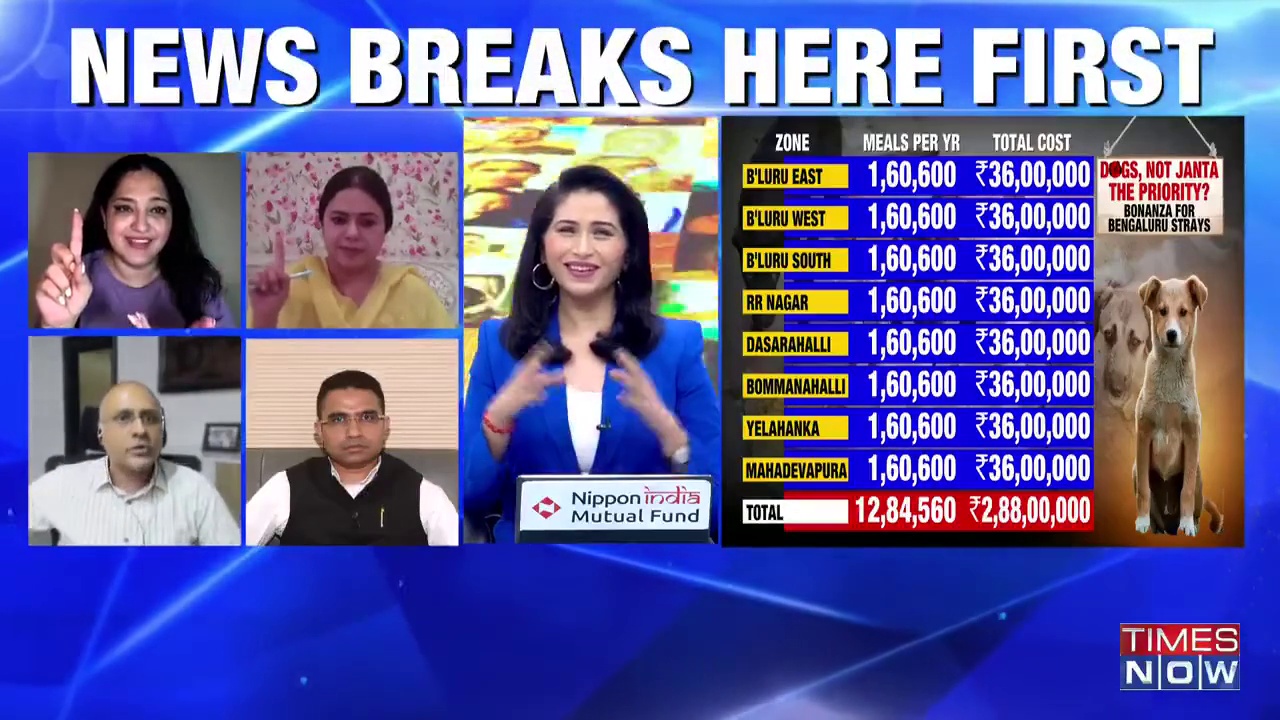 NEWS BREAKS HERE FIRST
ZONE MEALS PER YR TOTAL COST
B'LURU EAST 1,60,600 ₹36,00,000
B'LURU WEST 1,60,600 ₹36,00,000
B'LURU SOUTH 1,60,600 ₹36,00,000
RR NAGAR 1,60,600 ₹36,00,000
DASARAHALLI 1,60,600 ₹36,00,000
BOMMANAHALLI 1,60,600 ₹36,00,000
YELAHANKA 1,60,600 ₹36,00,000
MAHADEVAPURA 1,60,600 ₹36,00,000
TOTAL 12,84,560 ₹2,88,00,000
DOGS, NOT JANTA
THE PRIORITY?
BONANZA FOR
BENGALURU STRAYS
Nippon india
Mutual Fund
TIMES
NOW